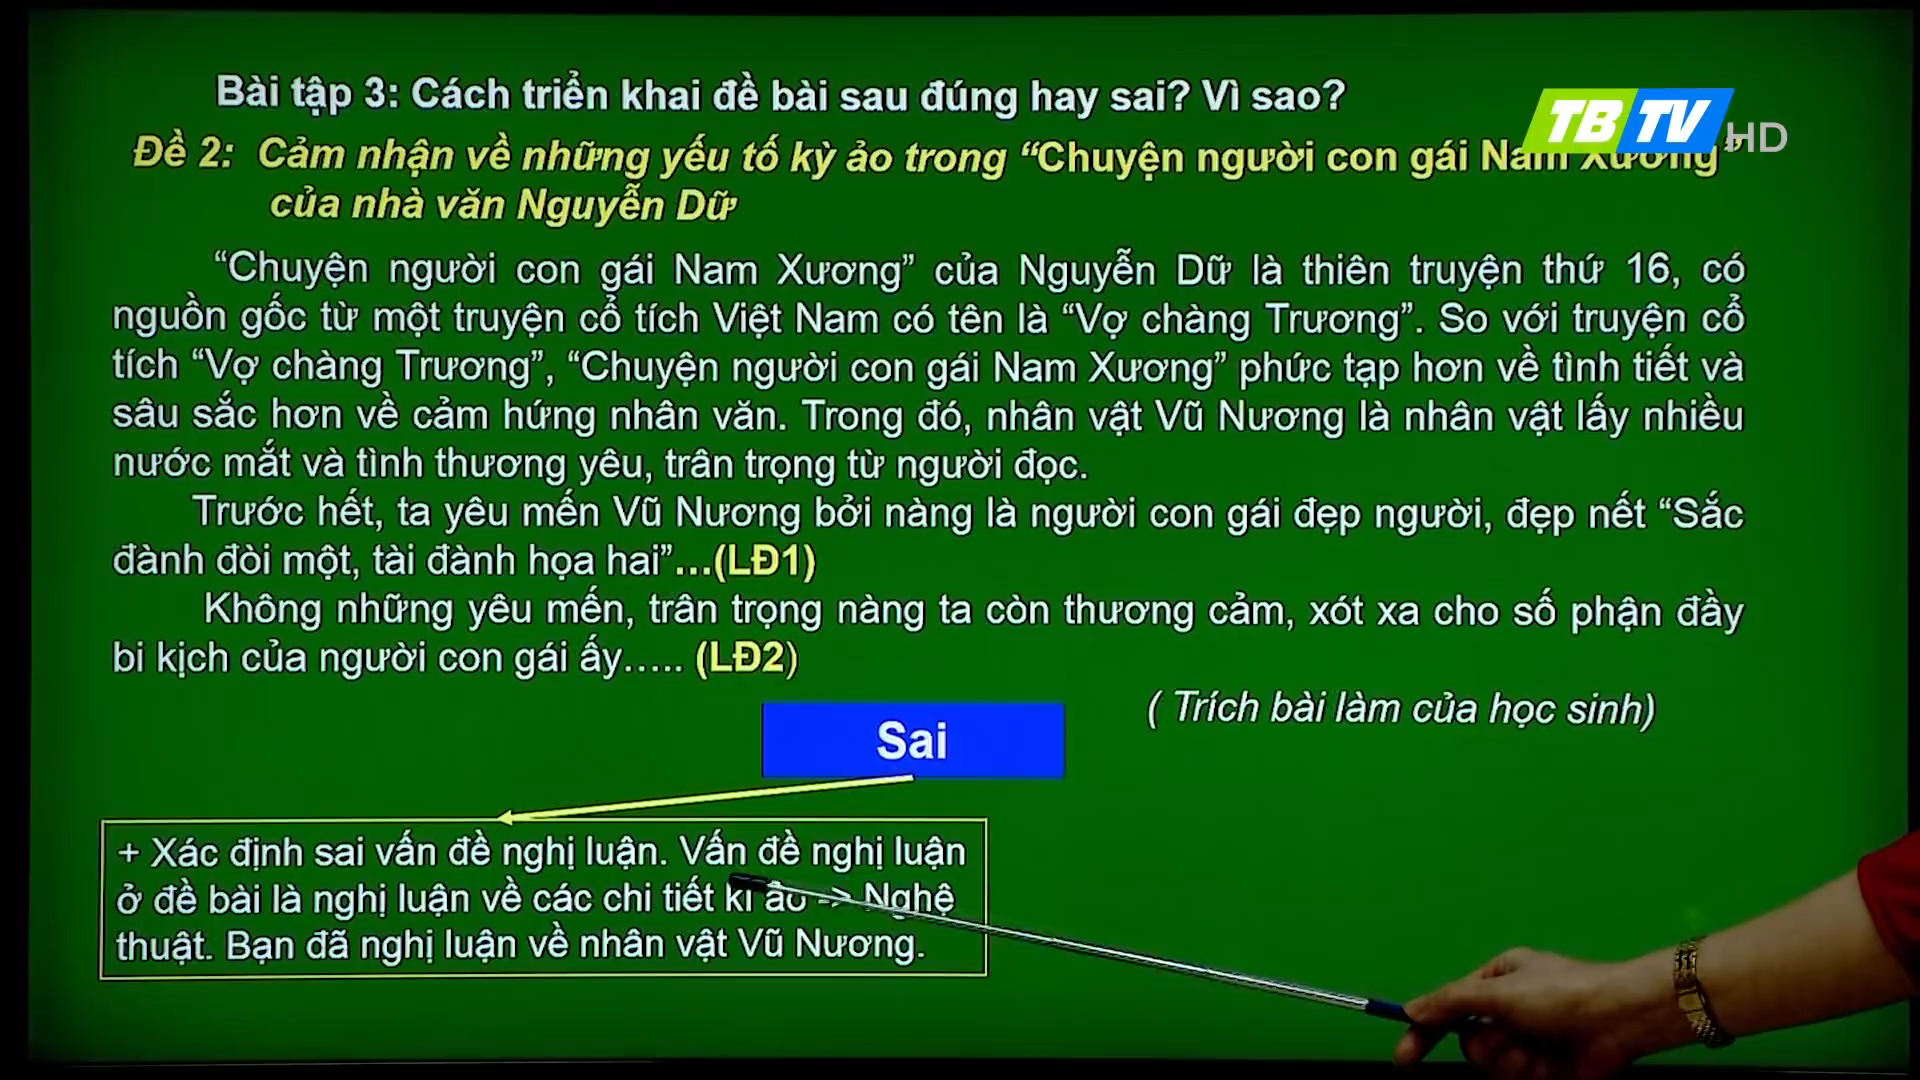 Bài tập 3: Cách triển khai đề bài sau đúng hay sai? Vì sao?
TBTV HD
Đề 2: Cảm nhận về những yếu tố kỳ ảo trong “Chuyện người con gái Nam Xương”
của nhà văn Nguyễn Dữ
“Chuyện người con gái Nam Xương” của Nguyễn Dữ là thiên truyện thứ 16, có
nguồn gốc từ một truyện cổ tích Việt Nam có tên là “Vợ chàng Trương”. So với truyện cổ
tích “Vợ chàng Trương”, “Chuyện người con gái Nam Xương” phức tạp hơn về tình tiết và
sâu sắc hơn về cảm hứng nhân văn. Trong đó, nhân vật Vũ Nương là nhân vật lấy nhiều
nước mắt và tình thương yêu, trân trọng từ người đọc.
Trước hết, ta yêu mến Vũ Nương bởi nàng là người con gái đẹp người, đẹp nết “Sắc
đành đòi một, tài đành họa hai”...(LĐ1)
Không những yêu mến, trân trọng nàng ta còn thương cảm, xót xa cho số phận đầy
bi kịch của người con gái ấy….. (LĐ2)
( Trích bài làm của học sinh)
Sai
+ Xác định sai vấn đề nghị luận. Vấn đề nghị luận
ở đề bài là nghị luận về các chi tiết kì ảo -> Nghệ
thuật. Bạn đã nghị luận về nhân vật Vũ Nương.